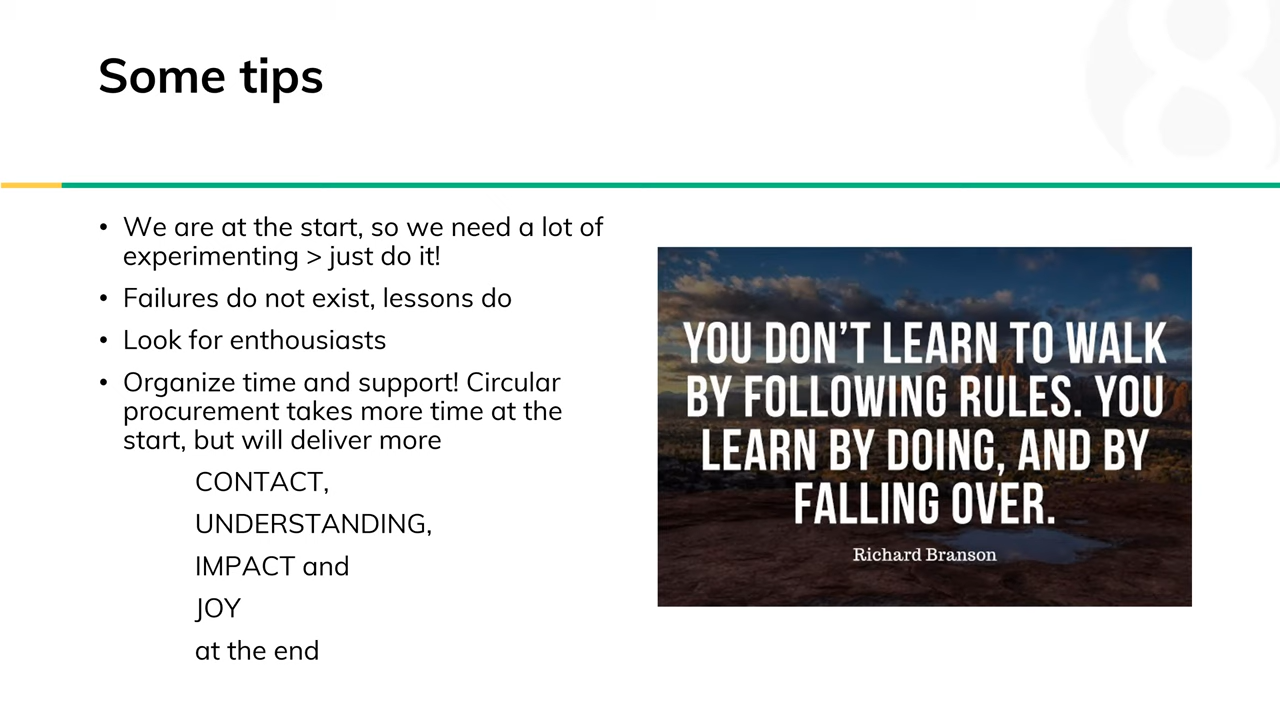 Some tips
• We are at the start, so we need a lot of
experimenting > just do it!
• Failures do not exist, lessons do
• Look for enthousiasts
• Organize time and support! Circular
procurement takes more time at the
start, but will deliver more
CONTACT,
UNDERSTANDING,
IMPACT and
JOY
at the end
YOU DON’T LEARN TO WALK
BY FOLLOWING RULES. YOU
LEARN BY DOING, AND BY
FALLING OVER.
Richard Branson
8